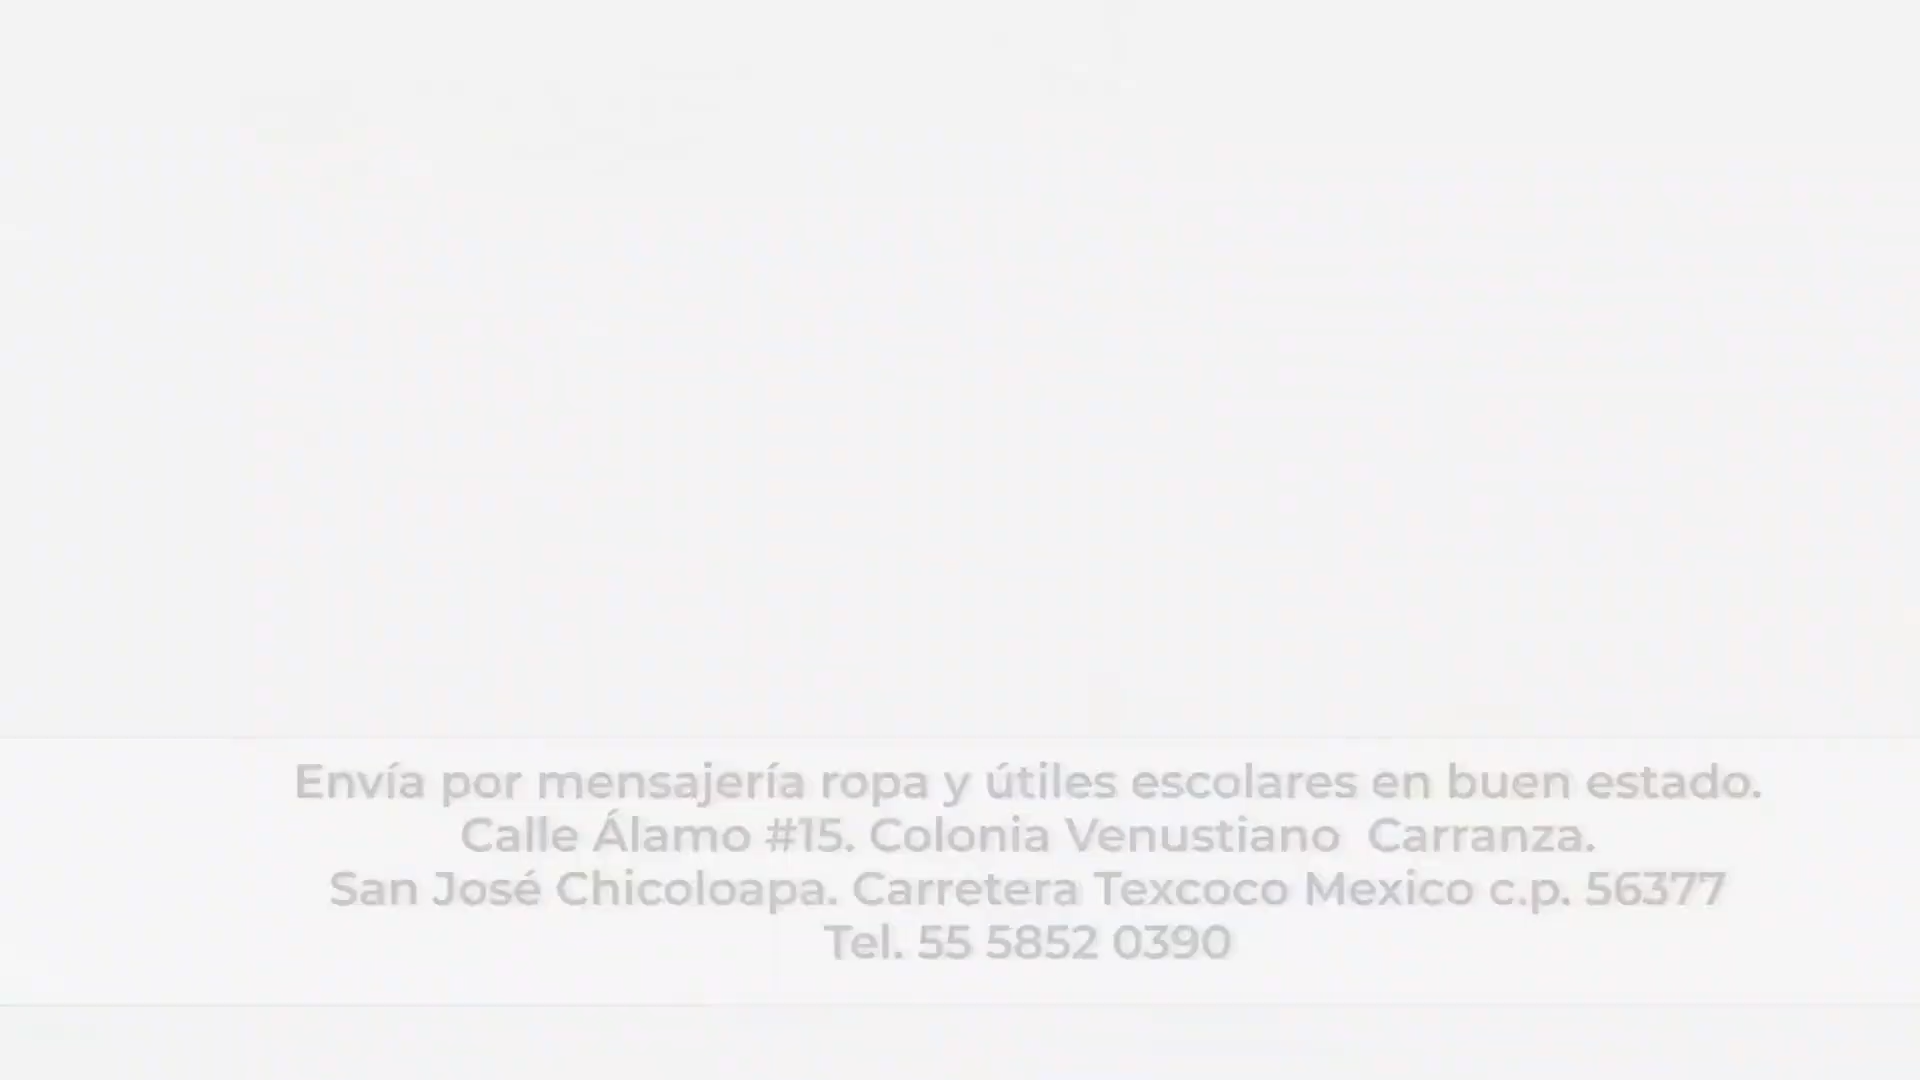 Envía por mensajería ropa y útiles escolares en buen estado.
Calle Álamo #15. Colonia Venustiano  Carranza.
San José Chicoloapa. Carretera Texcoco Mexico c.p. 56377
Tel. 55 5852 0390